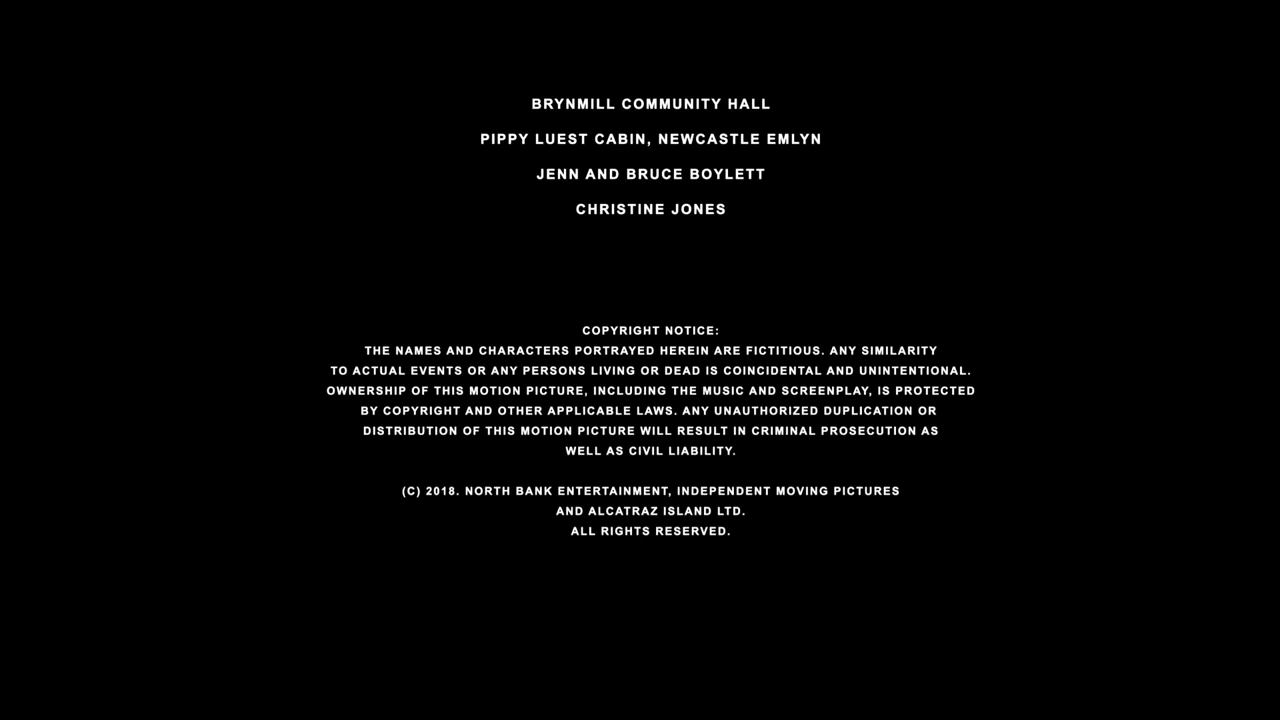 BRYNMILL COMMUNITY HALL
PIPPY LUEST CABIN, NEWCASTLE EMLYN
JENN AND BRUCE BOYLETT
CHRISTINE JONES
COPYRIGHT NOTICE:
THE NAMES AND CHARACTERS PORTRAYED HEREIN ARE FICTITIOUS. ANY SIMILARITY
TO ACTUAL EVENTS OR ANY PERSONS LIVING OR DEAD IS COINCIDENTAL AND UNINTENTIONAL.
OWNERSHIP OF THIS MOTION PICTURE, INCLUDING THE MUSIC AND SCREENPLAY, IS PROTECTED
BY COPYRIGHT AND OTHER APPLICABLE LAWS. ANY UNAUTHORIZED DUPLICATION OR
DISTRIBUTION OF THIS MOTION PICTURE WILL RESULT IN CRIMINAL PROSECUTION AS
WELL AS CIVIL LIABILITY.
(C) 2018. NORTH BANK ENTERTAINMENT, INDEPENDENT MOVING PICTURES
AND ALCATRAZ ISLAND LTD.
ALL RIGHTS RESERVED.